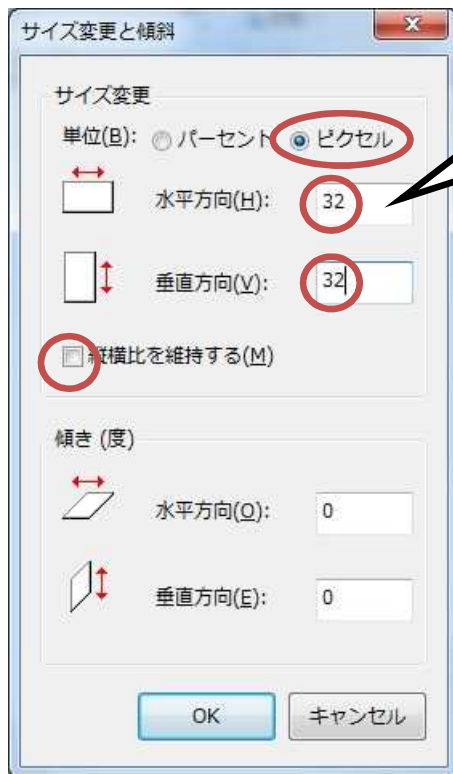 サイズ変更と傾斜
サイズ変更
単位(B): パーセント ピクセル
水平方向(H): 32
垂直方向(V): 32
縦横比を維持する(M)
傾き (度)
水平方向(O): 0
垂直方向(E): 0
OK キャンセル